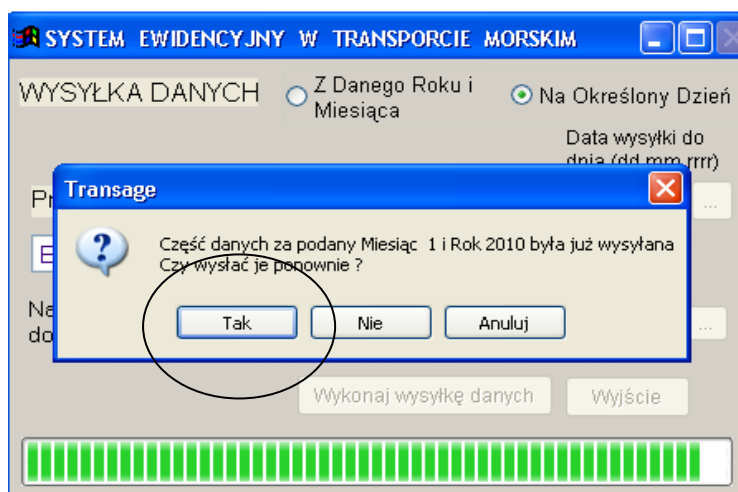 SYSTEM EWIDENCYJNY W TRANSPORCIE MORSKIM
WYSYŁKA DANYCH
Z Danego Roku i
Miesiąca
Na Określony Dzień
Data wysyłki do
dnia (dd.mm.rrrr)
Transage
...
Część danych za podany Miesiąc 1 i Rok 2010 była już wysyłana
Czy wysłać je ponownie ?
Tak
Nie
Anuluj
...
Wykonaj wysyłkę danych
Wyjście